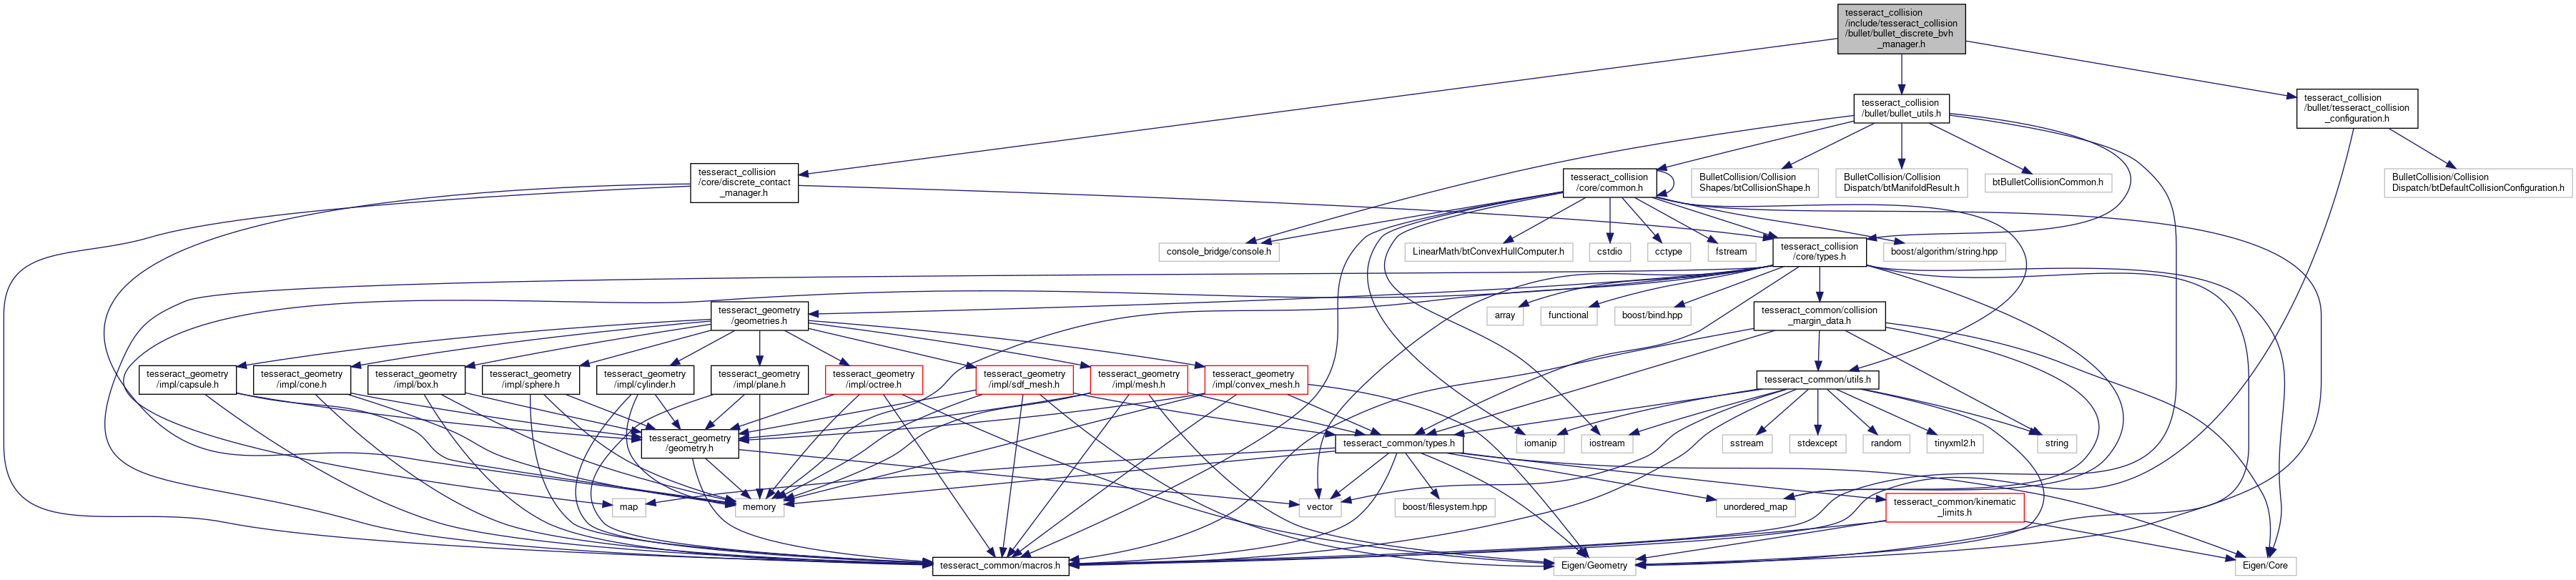 tesseract_collision
/include/tesseract_collision
/bullet/bullet_discrete_bvh
_manager.h
tesseract_collision
/bullet/bullet_utils.h
tesseract_collision
/bullet/tesseract_collision
_configuration.h
tesseract_collision
/core/discrete_contact
_manager.h
tesseract_collision
/core/common.h
BulletCollision/Collision
Shapes/btCollisionShape.h
BulletCollision/Collision
Dispatch/btManifoldResult.h
btBulletCollisionCommon.h
BulletCollision/Collision
Dispatch/btDefaultCollisionConfiguration.h
console_bridge/console.h
LinearMath/btConvexHullComputer.h
cstdio
cctype
fstream
tesseract_collision
/core/types.h
boost/algorithm/string.hpp
tesseract_geometry
/geometries.h
array
functional
boost/bind.hpp
tesseract_common/collision
_margin_data.h
tesseract_geometry
/impl/capsule.h
tesseract_geometry
/impl/cone.h
tesseract_geometry
/impl/box.h
tesseract_geometry
/impl/sphere.h
tesseract_geometry
/impl/cylinder.h
tesseract_geometry
/impl/plane.h
tesseract_geometry
/impl/octree.h
tesseract_geometry
/impl/sdf_mesh.h
tesseract_geometry
/impl/mesh.h
tesseract_geometry
/impl/convex_mesh.h
tesseract_common/utils.h
tesseract_geometry
/geometry.h
tesseract_common/types.h
iomanip
iostream
sstream
stdexcept
random
tinyxml2.h
string
map
memory
vector
boost/filesystem.hpp
unordered_map
tesseract_common/kinematic
_limits.h
tesseract_common/macros.h
Eigen/Geometry
Eigen/Core